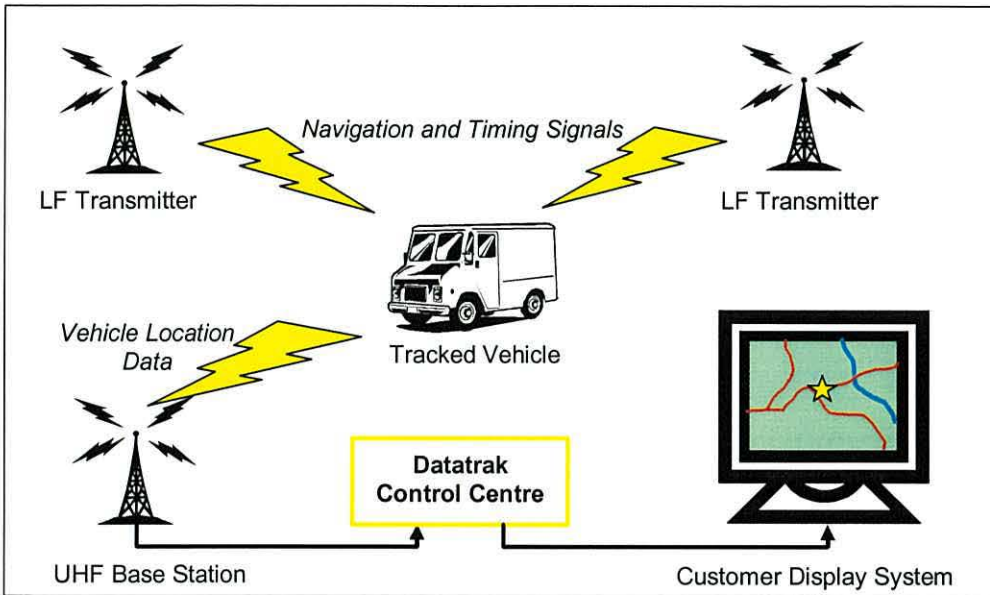 Navigation and Timing Signals
LF Transmitter
LF Transmitter
Vehicle Location
Data
Tracked Vehicle
Datatrak
Control Centre
UHF Base Station
Customer Display System